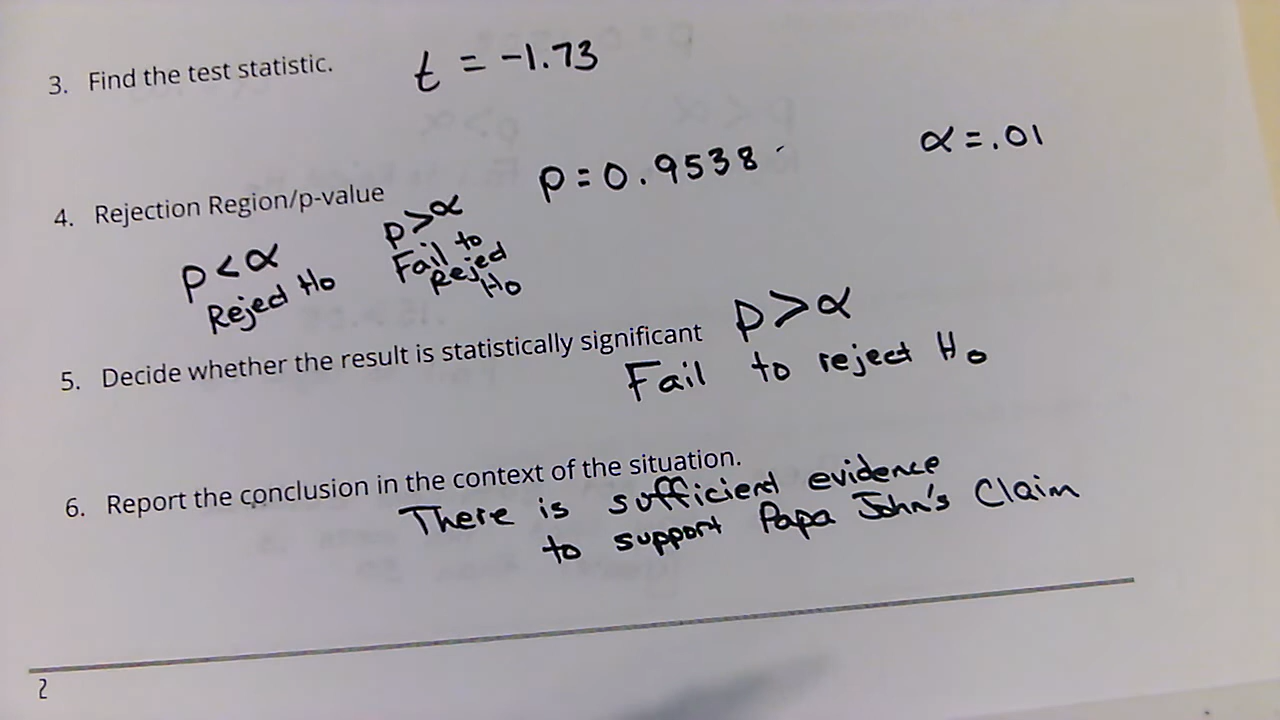 3. Find the test statistic. t = -1.73
α = .01
4. Rejection Region/p-value p = 0.9538
p < α p > α
Reject Ho Fail to
Reject
Ho
5. Decide whether the result is statistically significant p > α
Fail to reject Ho
6. Report the conclusion in the context of the situation.
There is sufficient evidence
to support Papa John's Claim
2